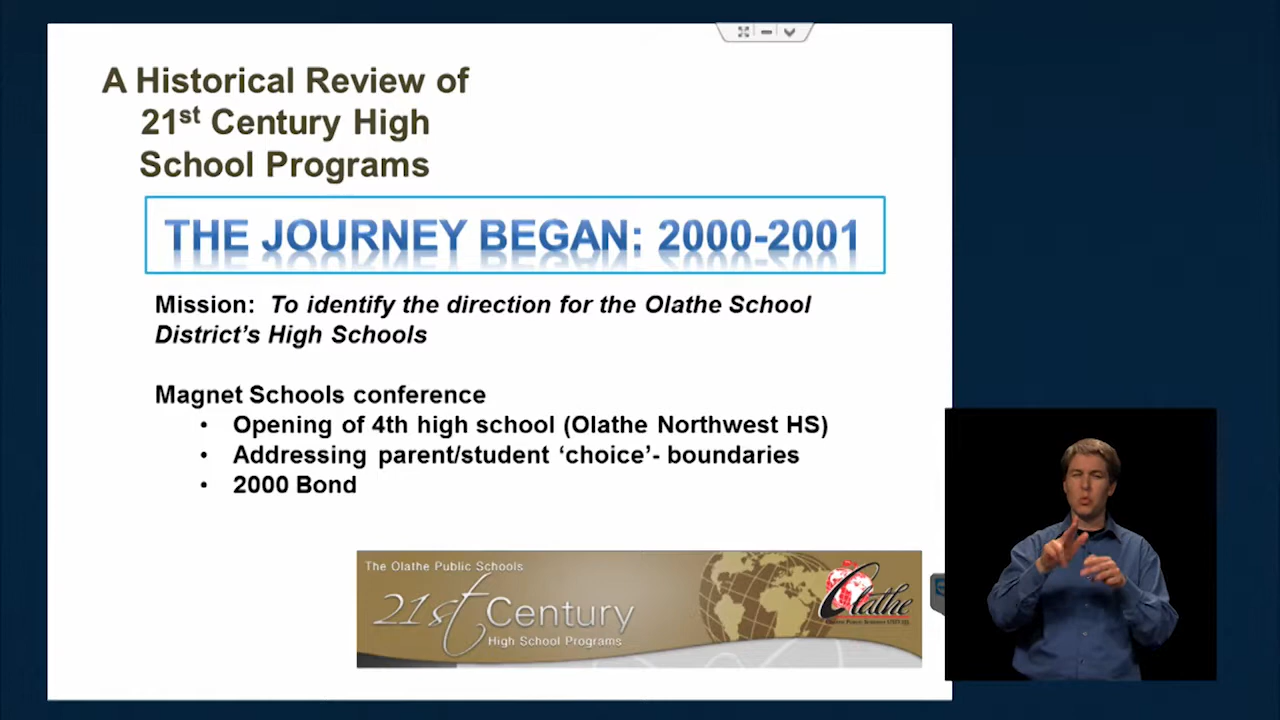 A Historical Review of
21st Century High
School Programs
THE JOURNEY BEGAN: 2000-2001
Mission: To identify the direction for the Olathe School
District’s High Schools
Magnet Schools conference
• Opening of 4th high school (Olathe Northwest HS)
• Addressing parent/student ‘choice’- boundaries
• 2000 Bond
The Olathe Public Schools
21st Century
High School Programs
Olathe